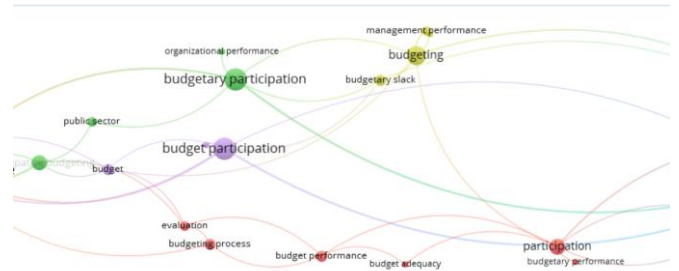 management performance
organizational performance
budgeting
budgetary participation
budgetary slack
public sector
budget participation
budget
evaluation
budgeting process
participation
budget performance
budgetary performance
budget adequacy